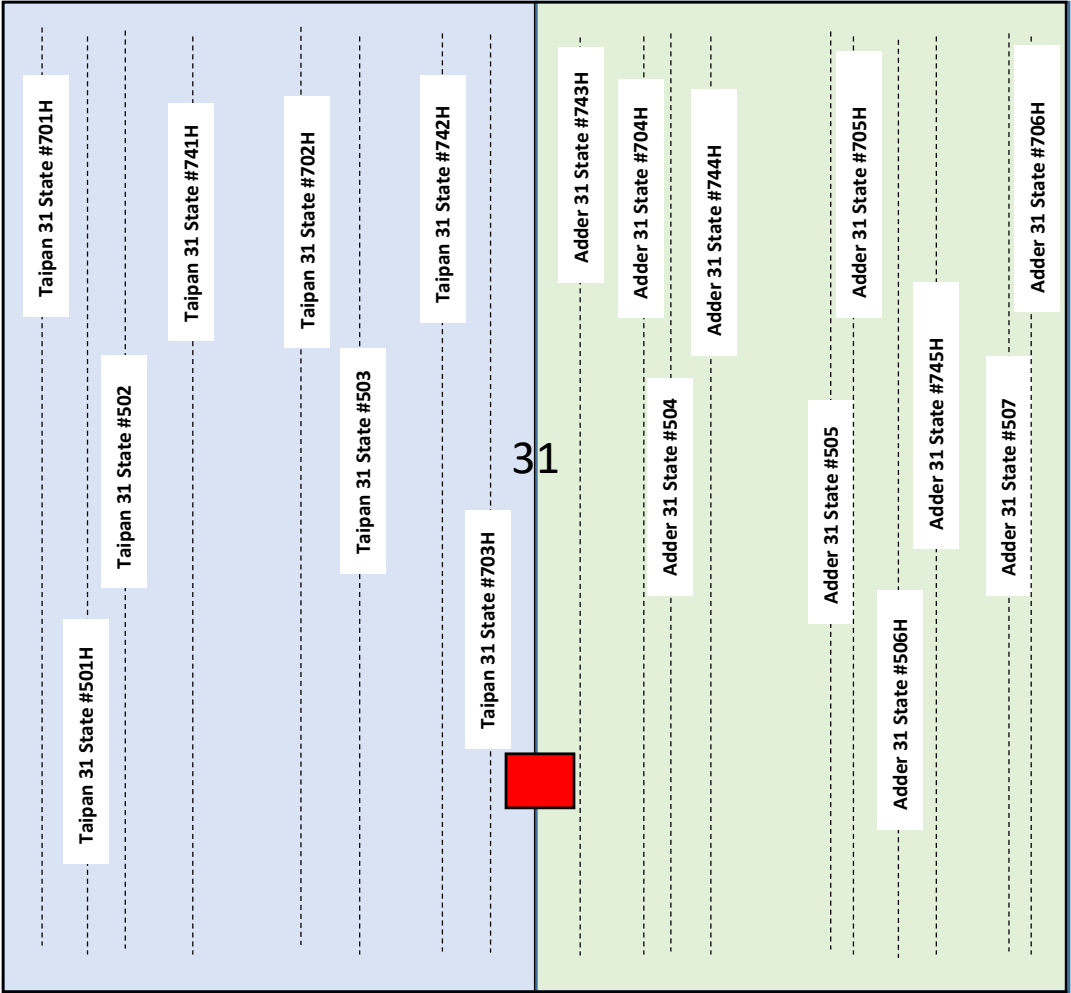 Taipan 31 State #701H
Taipan 31 State #501H
Taipan 31 State #502
Taipan 31 State #741H
Taipan 31 State #702H
Taipan 31 State #503
Taipan 31 State #742H
Taipan 31 State #703H
31
Adder 31 State #743H
Adder 31 State #704H
Adder 31 State #504
Adder 31 State #744H
Adder 31 State #505
Adder 31 State #705H
Adder 31 State #506H
Adder 31 State #745H
Adder 31 State #507
Adder 31 State #706H